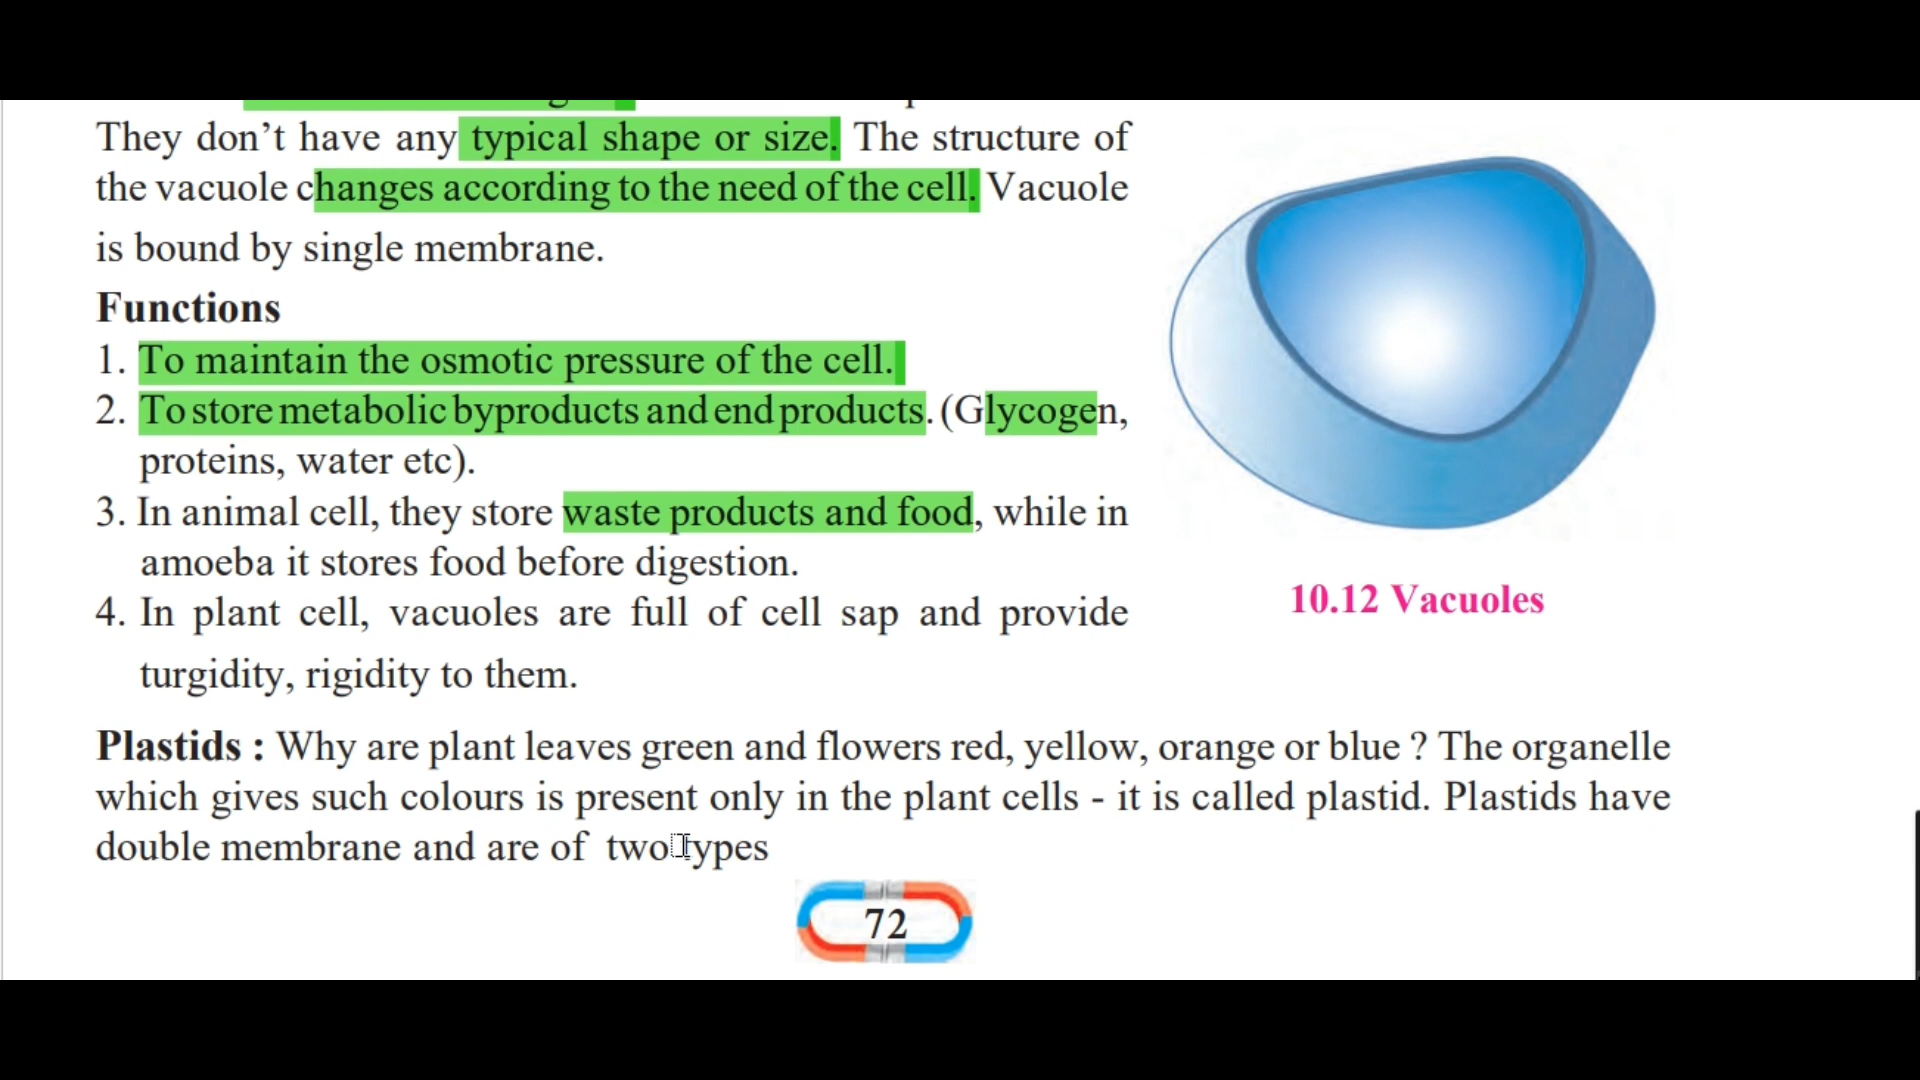 They don’t have any typical shape or size. The structure of
the vacuole changes according to the need of the cell. Vacuole
is bound by single membrane.
Functions
1. To maintain the osmotic pressure of the cell.
2. To store metabolic byproducts and end products. (Glycogen,
proteins, water etc).
3. In animal cell, they store waste products and food, while in
amoeba it stores food before digestion.
4. In plant cell, vacuoles are full of cell sap and provide
turgidity, rigidity to them.
10.12 Vacuoles
Plastids : Why are plant leaves green and flowers red, yellow, orange or blue ? The organelle
which gives such colours is present only in the plant cells - it is called plastid. Plastids have
double membrane and are of two types
72